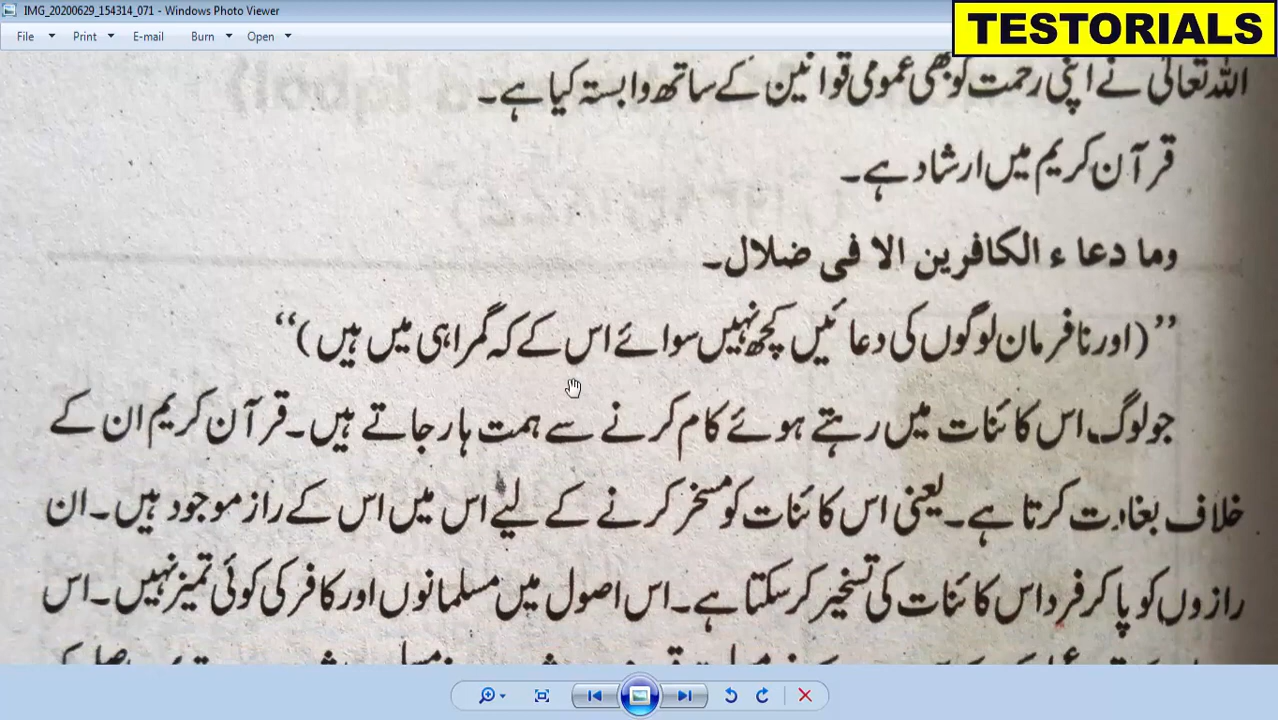 IMG_20200629_154314_071 - Windows Photo Viewer
TESTORIALS
File Print E-mail Burn Open
اللہ تعالیٰ نے اپنی رحمت کو بھی عمومی قوانین کے ساتھ وابستہ کیا ہے۔
قرآن کریم میں ارشاد ہے۔
وما دعا ء الکافرین الا فی ضلال۔
”(اور نافرمان لوگوں کی دعائیں کچھ نہیں سوائے اس کے کہ گمراہی میں ہیں)“
جو لوگ اس کائنات میں رہتے ہوئے کام کرنے سے ہمت ہار جاتے ہیں۔ قرآن کریم ان کے
خلاف بغاوت کرتا ہے۔ یعنی اس کائنات کو مسخر کرنے کے لیے اس میں اس کے راز موجود ہیں۔ ان
رازوں کو پا کر فرد اس کائنات کی تسخیر کر سکتا ہے۔ اس اصول میں مسلمانوں اور کافر کی کوئی تمیز نہیں۔ اس